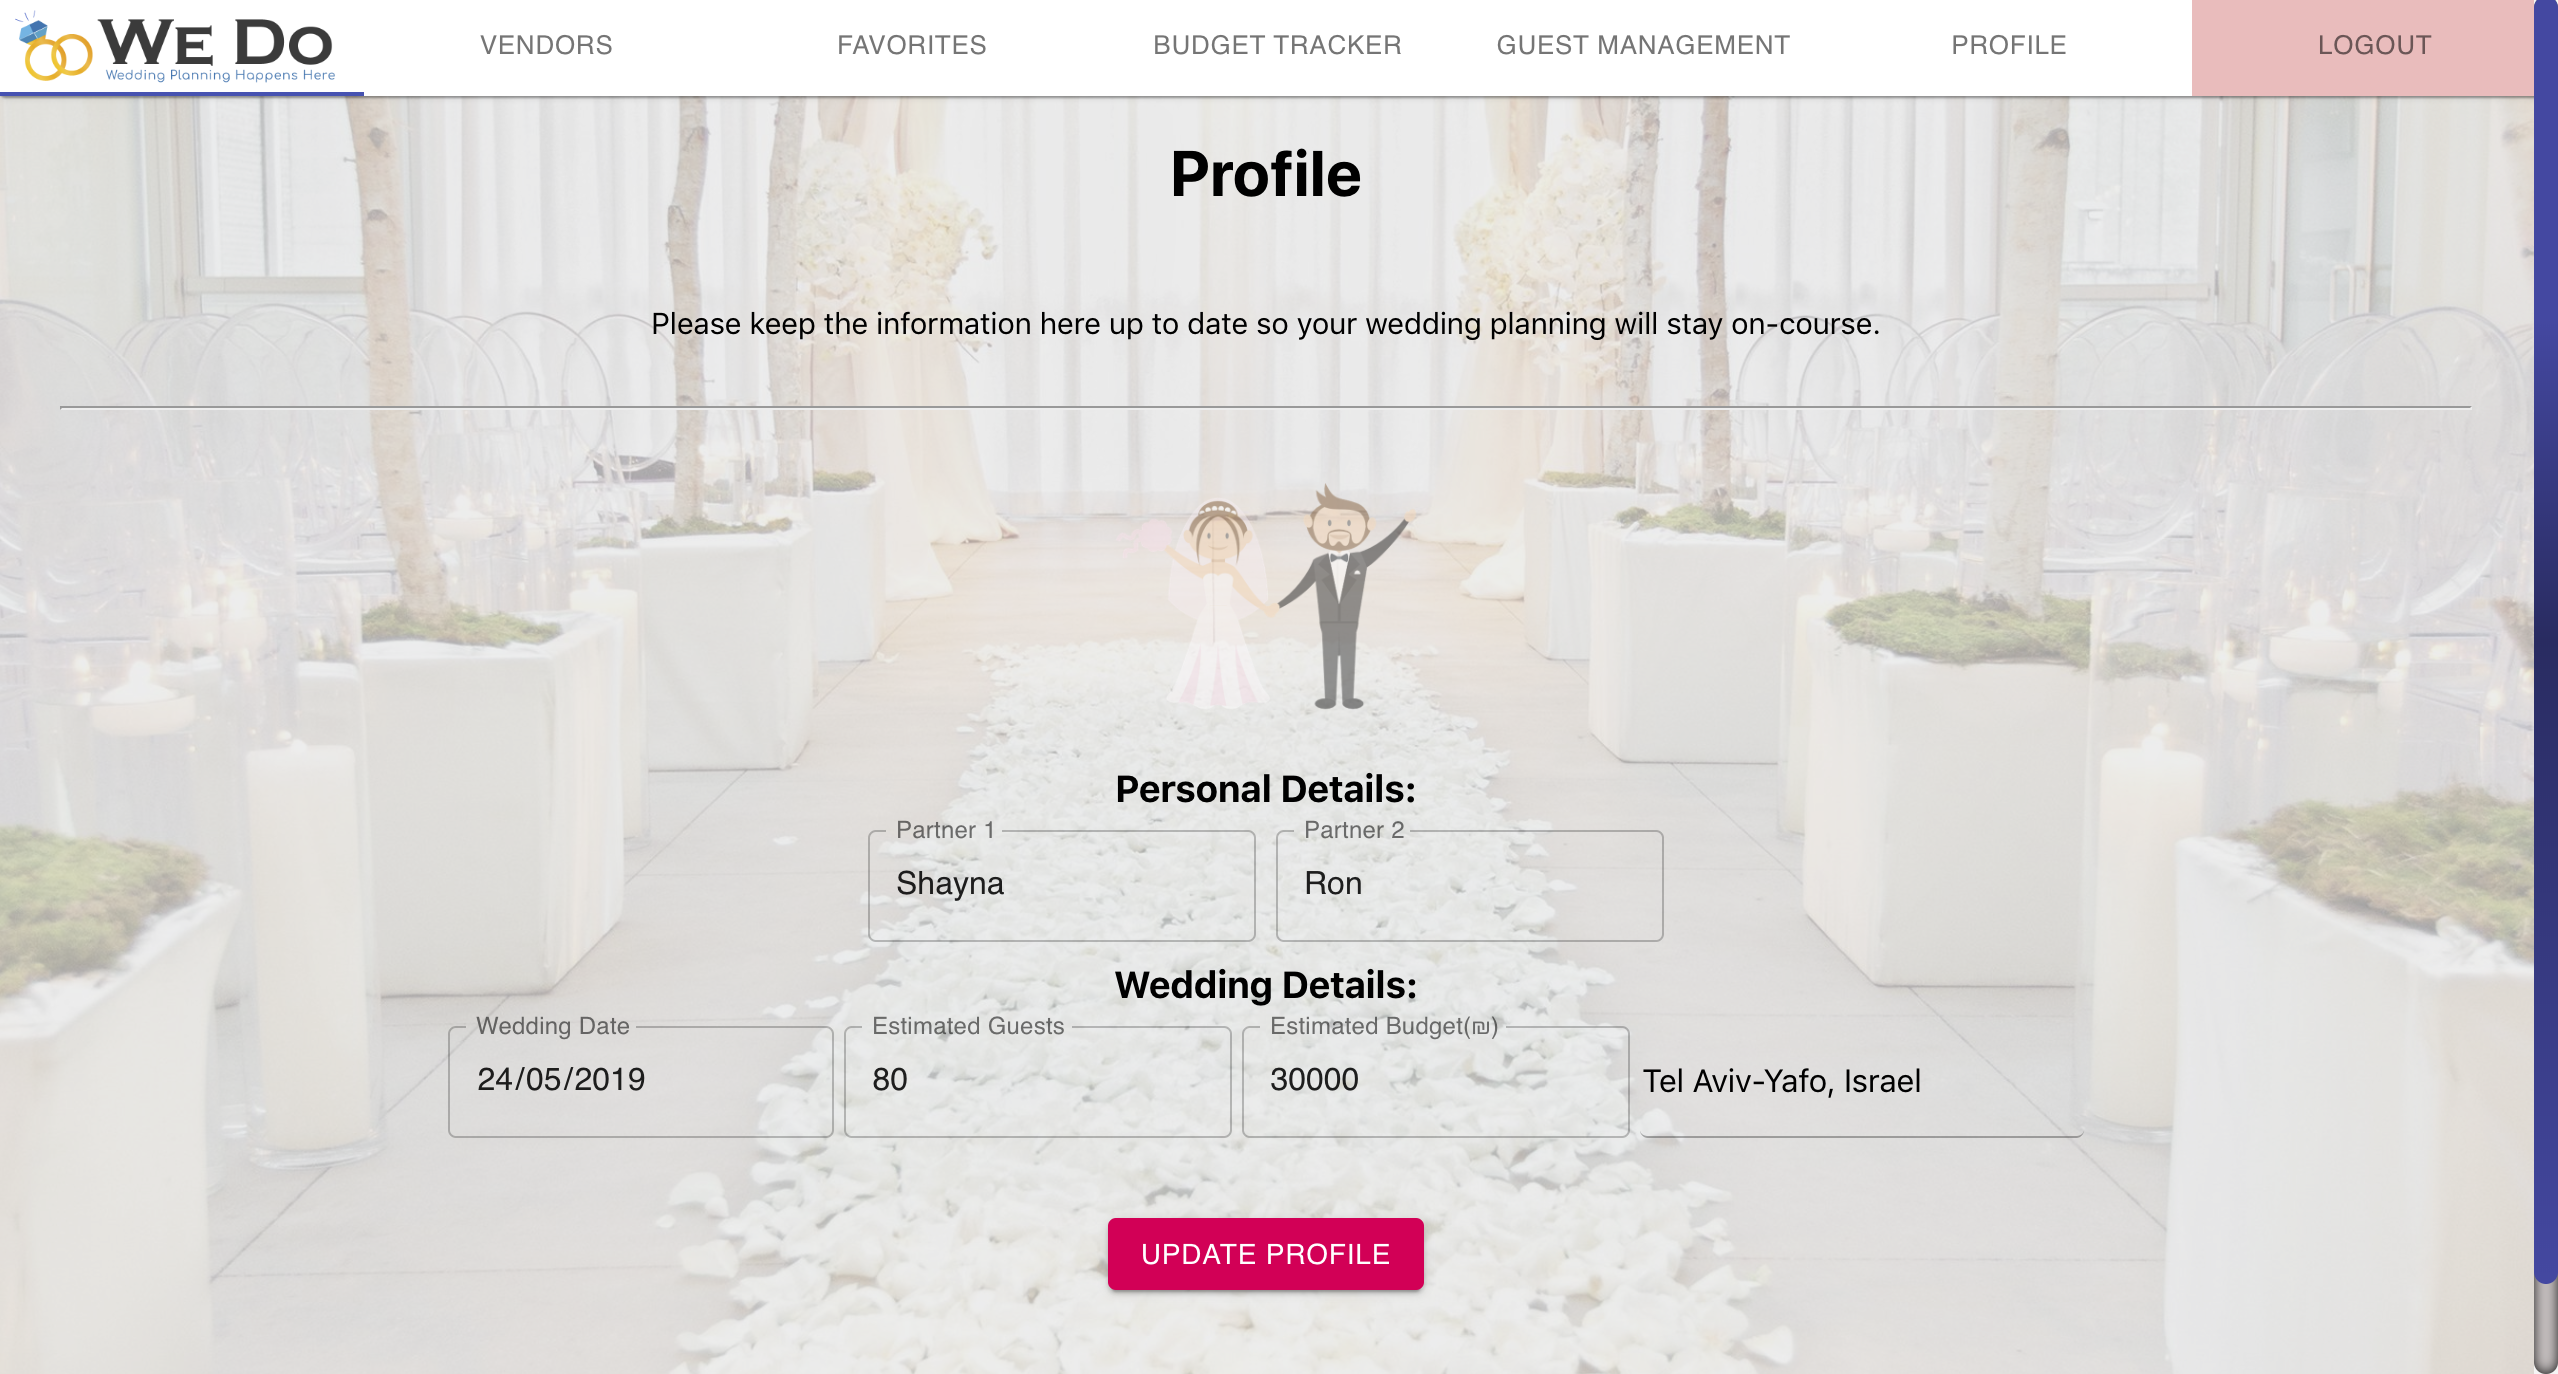 WE DO
Wedding Planning Happens Here
VENDORS
FAVORITES
BUDGET TRACKER
GUEST MANAGEMENT
PROFILE
LOGOUT
Profile
Please keep the information here up to date so your wedding planning will stay on-course.
Personal Details:
Partner 1
Shayna
Partner 2
Ron
Wedding Details:
Wedding Date
24/05/2019
Estimated Guests
80
Estimated Budget(₪)
30000
Tel Aviv-Yafo, Israel
UPDATE PROFILE